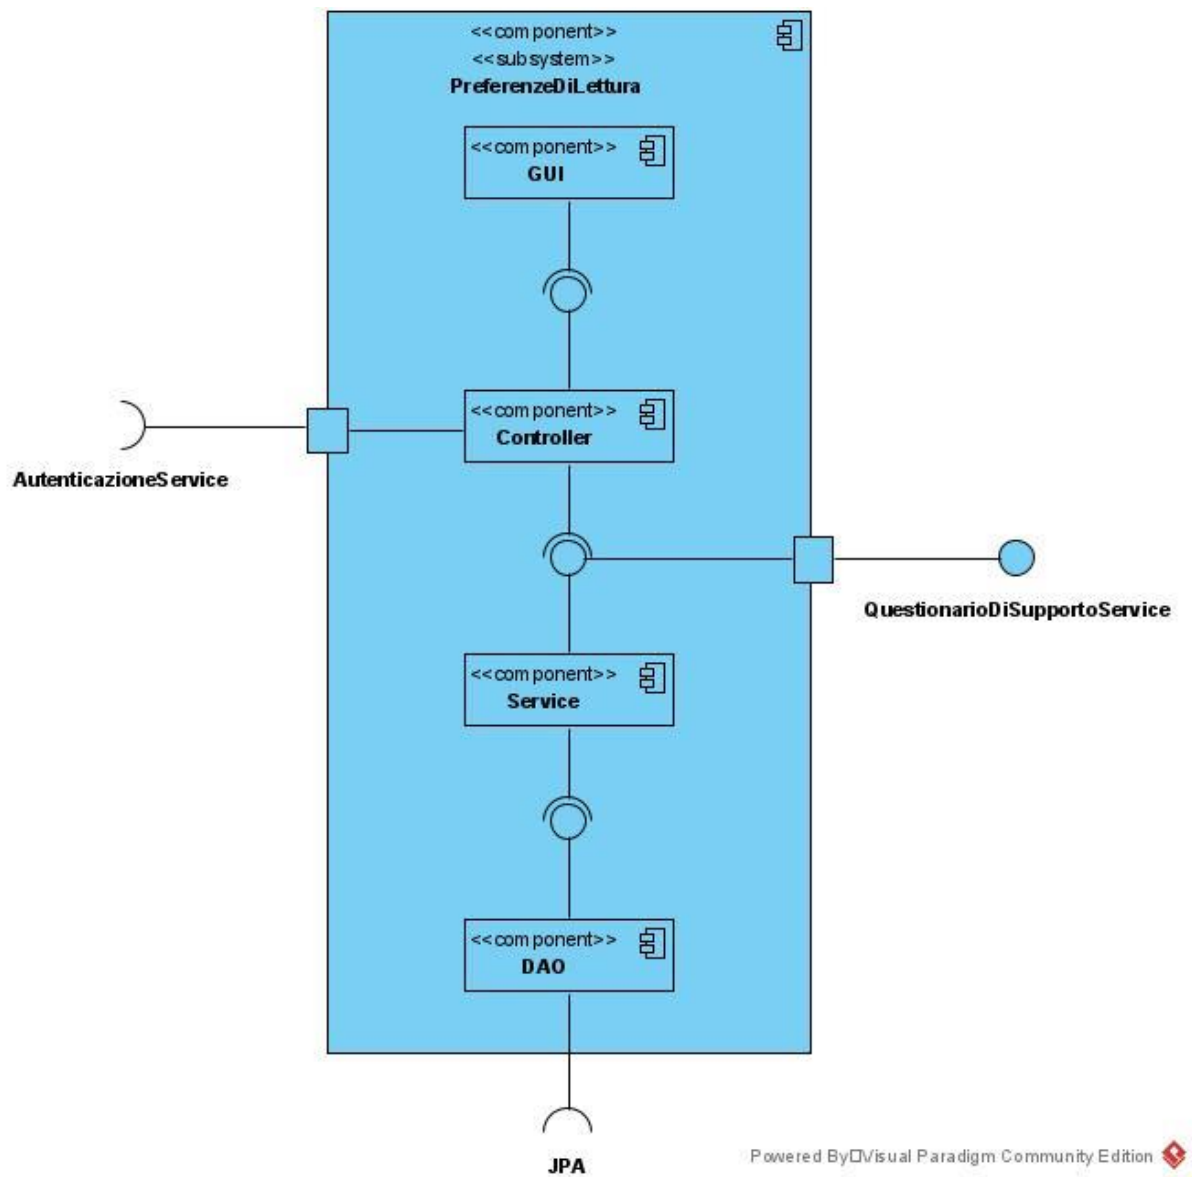 <<component>>
<<subsystem>>
PreferenzeDiLettura
<<component>>
GUI
<<component>>
Controller
AutenticazioneService
QuestionarioDiSupportoService
<<component>>
Service
<<component>>
DAO
JPA
Powered By□Visual Paradigm Community Edition